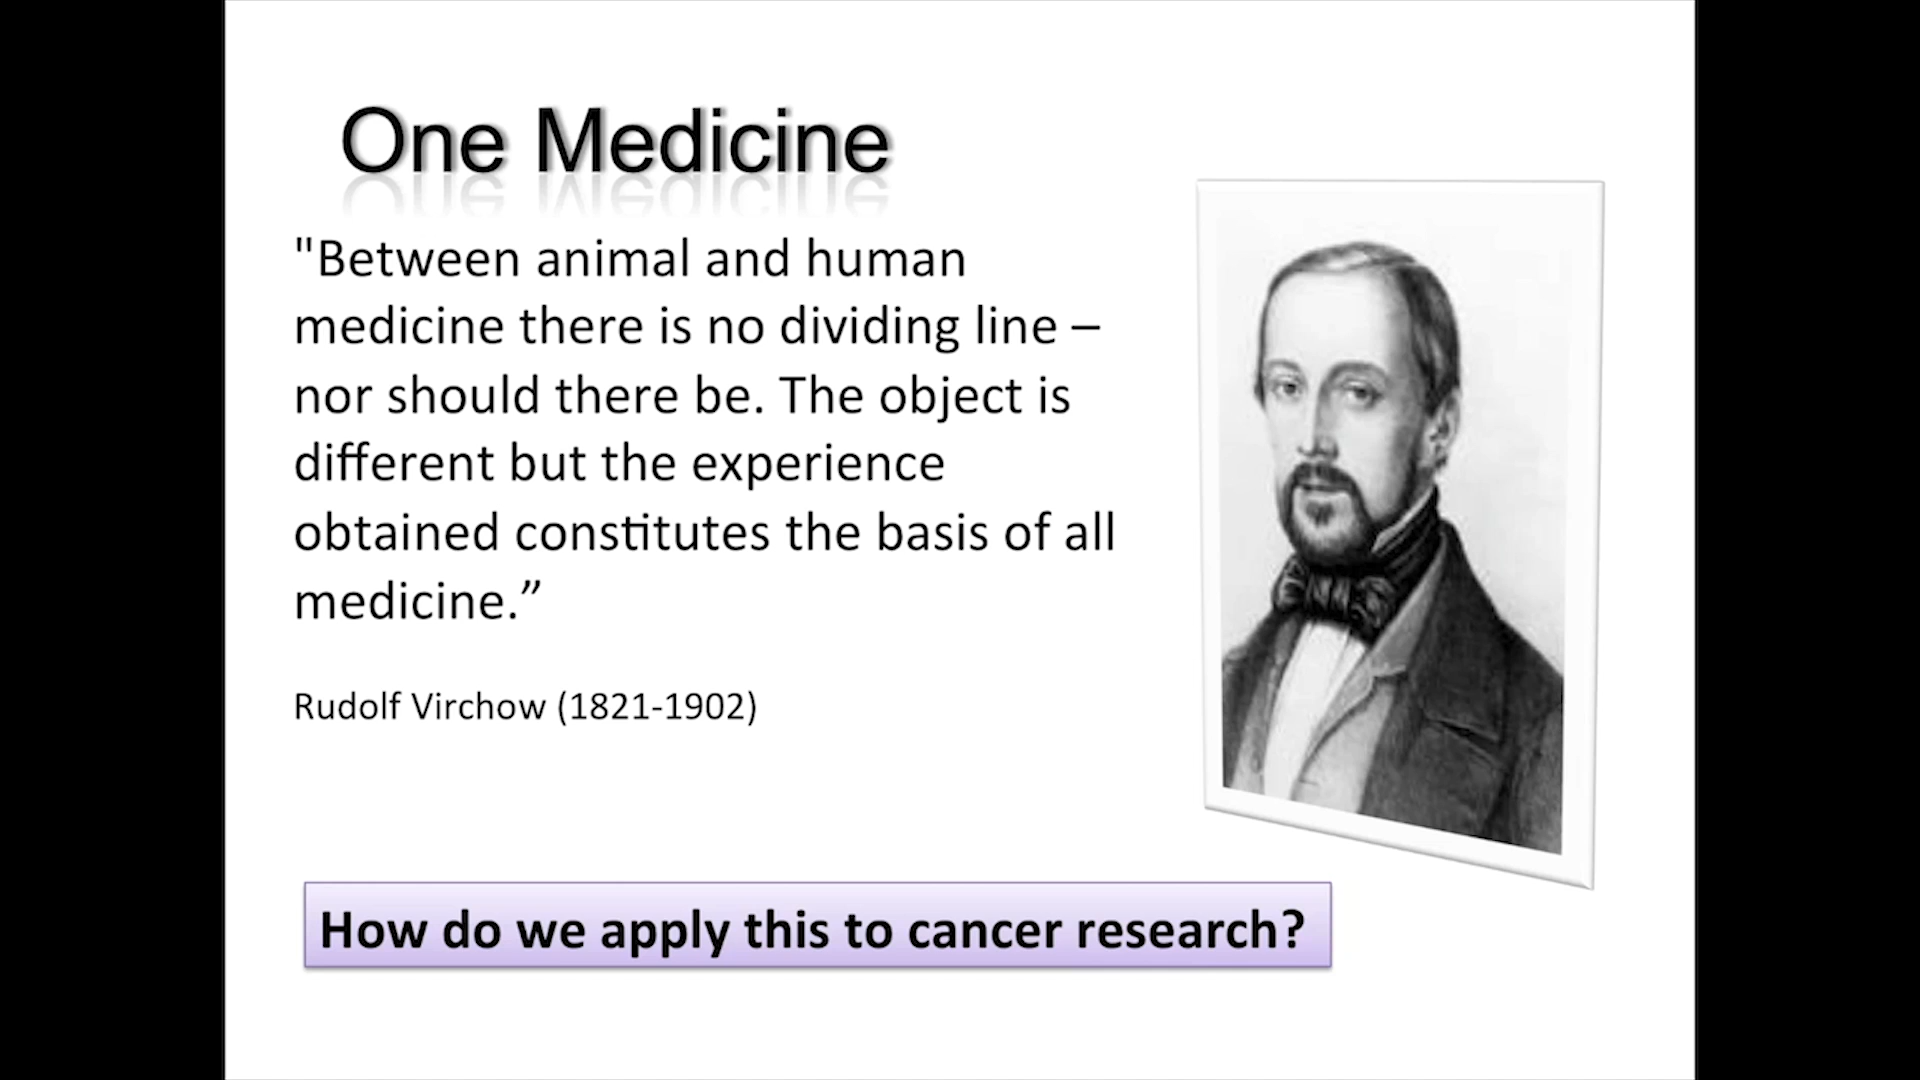 One Medicine
"Between animal and human
medicine there is no dividing line –
nor should there be. The object is
different but the experience
obtained constitutes the basis of all
medicine.”
Rudolf Virchow (1821-1902)
How do we apply this to cancer research?